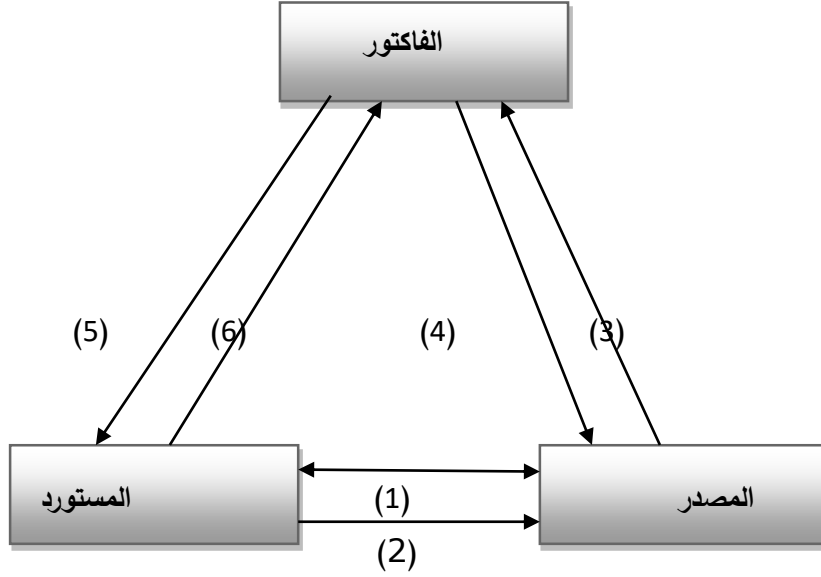 الفاكتور
(5)
(6)
(4)
(3)
المستورد
(1)
المصدر
(2)